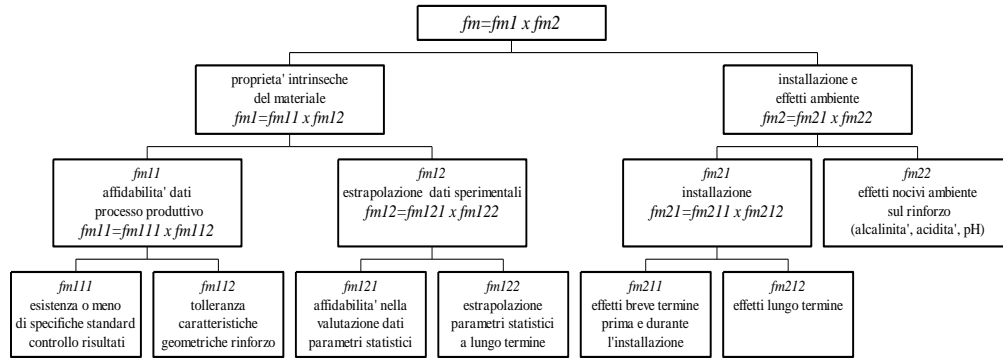 fm=fm1 x fm2
proprieta' intrinseche
del materiale
fm1=fm11 x fm12
installazione e
effetti ambiente
fm2=fm21 x fm22
fm11
affidabilita' dati
processo produttivo
fm11=fm111 x fm112
fm12
estrapolazione dati sperimentali
fm12=fm121 x fm122
fm21
installazione
fm21=fm211 x fm212
fm22
effetti nocivi ambiente
sul rinforzo
(alcalinita', acidita', pH)
fm111
esistenza o meno
di specifiche standard
controllo risultati
fm112
tolleranza
caratteristiche
geometriche rinforzo
fm121
affidabilita' nella
valutazione dati
parametri statistici
fm122
estrapolazione
parametri statistici
a lungo termine
fm211
effetti breve termine
prima e durante
l'installazione
fm212
effetti lungo termine